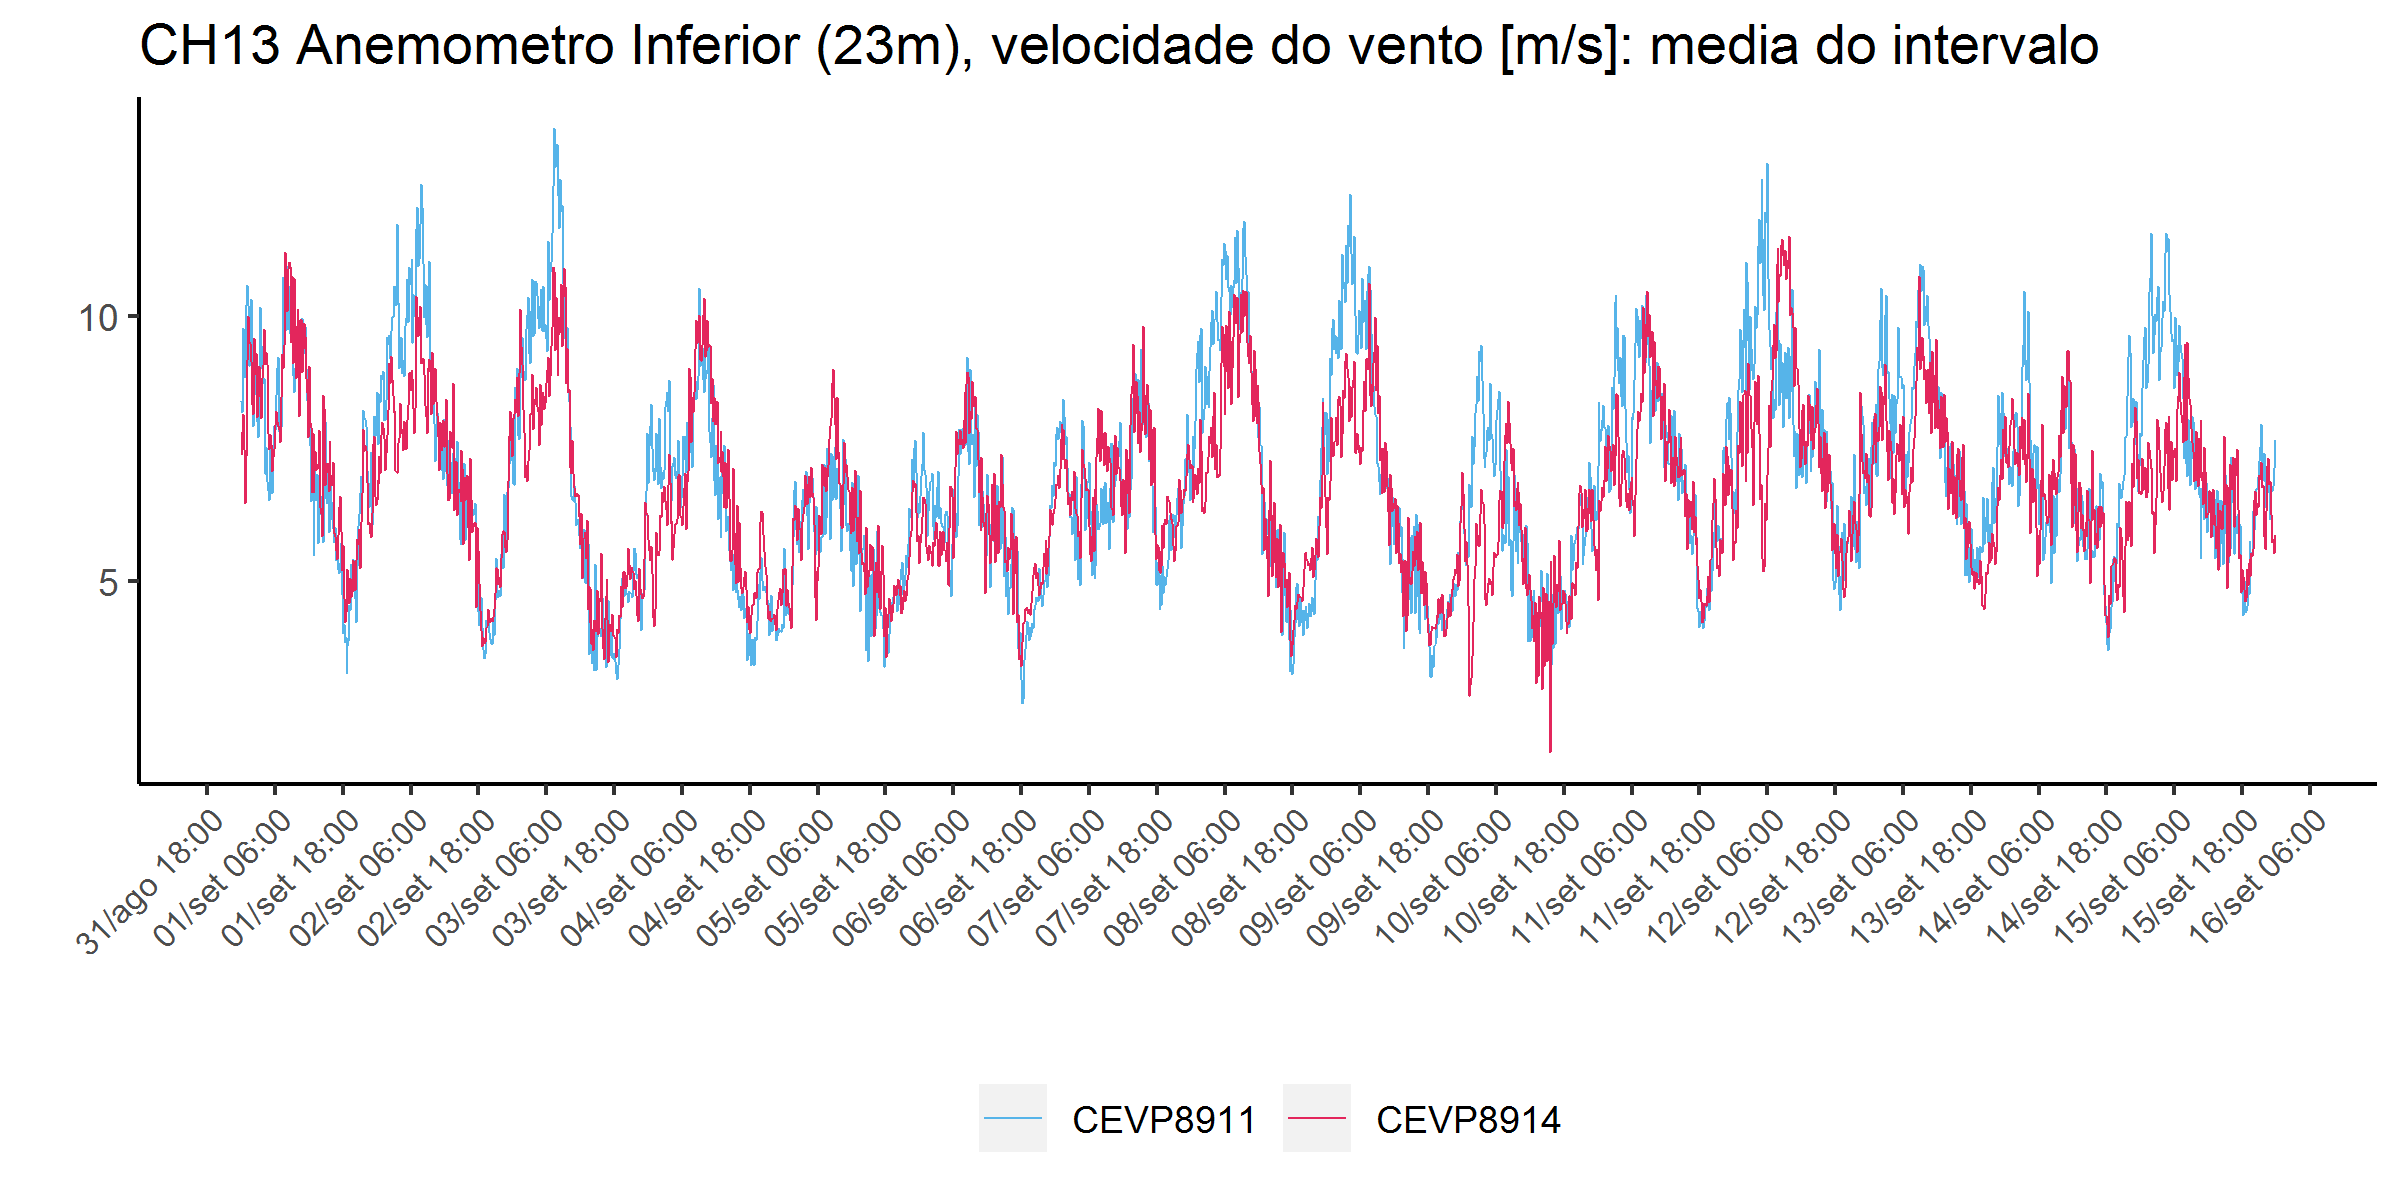 CH13 Anemometro Inferior (23m), velocidade do vento [m/s]: media do intervalo
10
5
31/ago 18:00
01/set 06:00
01/set 18:00
02/set 06:00
02/set 18:00
03/set 06:00
03/set 18:00
04/set 06:00
04/set 18:00
05/set 06:00
05/set 18:00
06/set 06:00
06/set 18:00
07/set 06:00
07/set 18:00
08/set 06:00
08/set 18:00
09/set 06:00
09/set 18:00
10/set 06:00
10/set 18:00
11/set 06:00
11/set 18:00
12/set 06:00
12/set 18:00
13/set 06:00
13/set 18:00
14/set 06:00
14/set 18:00
15/set 06:00
15/set 18:00
16/set 06:00
CEVP8911 CEVP8914